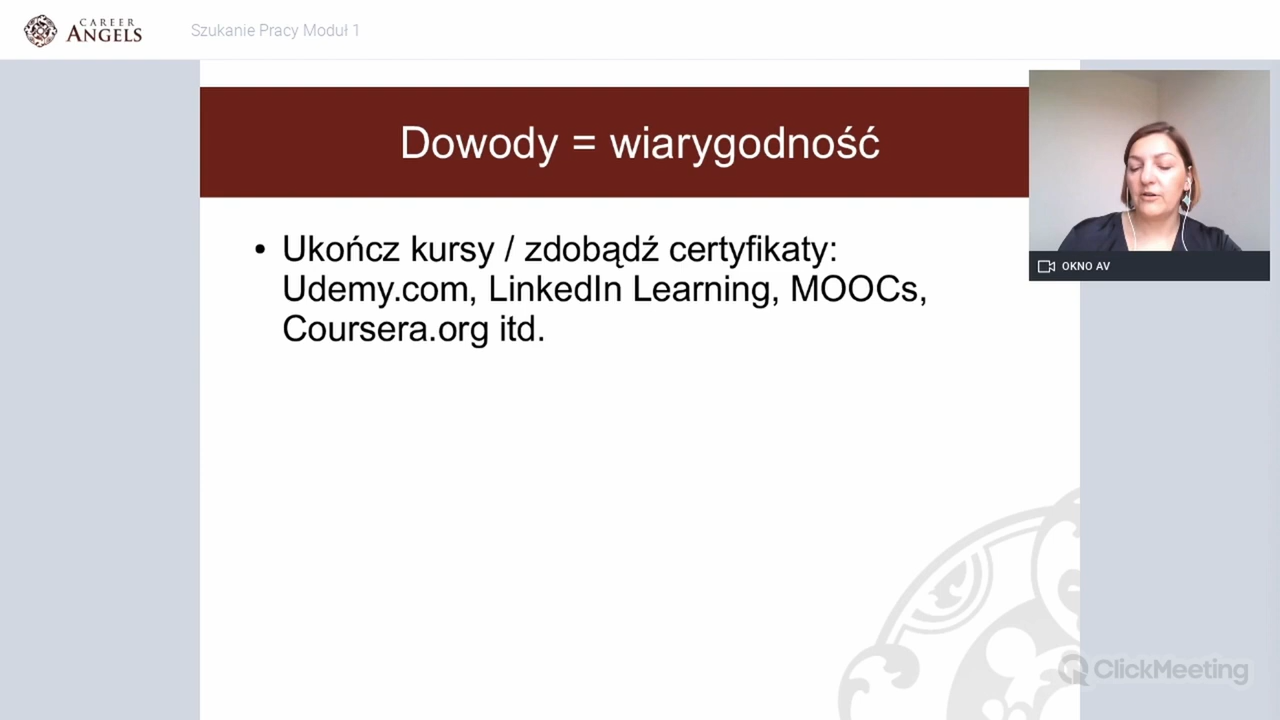 CAREER
ANGELS
Szukanie Pracy Moduł 1
Dowody = wiarygodność
OKNO AV
• Ukończ kursy / zdobądź certyfikaty:
Udemy.com, LinkedIn Learning, MOOCs,
Coursera.org itd.
ClickMeeting